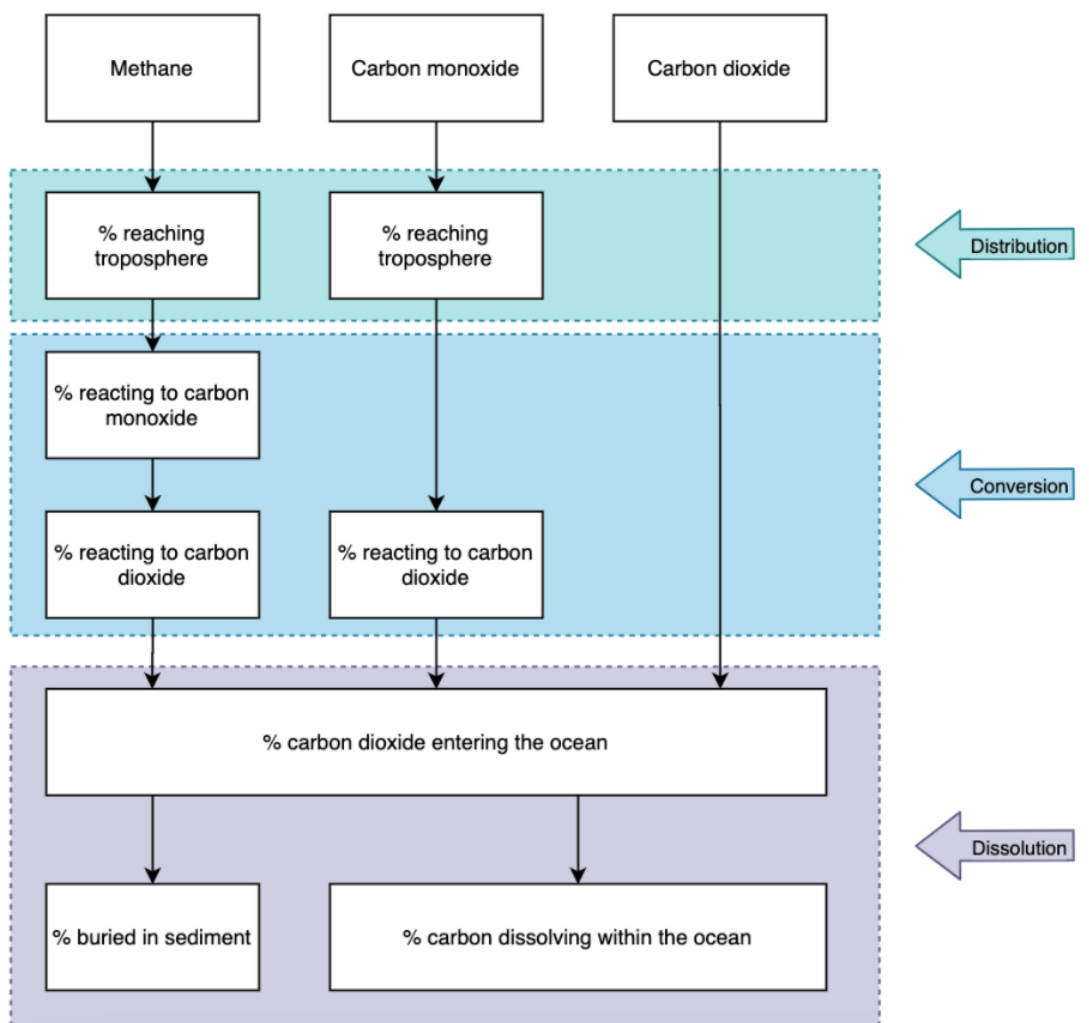 Methane
Carbon monoxide
Carbon dioxide
% reaching
troposphere
% reaching
troposphere
Distribution
% reacting to carbon
monoxide
Conversion
% reacting to carbon
dioxide
% reacting to carbon
dioxide
% carbon dioxide entering the ocean
Dissolution
% buried in sediment
% carbon dissolving within the ocean